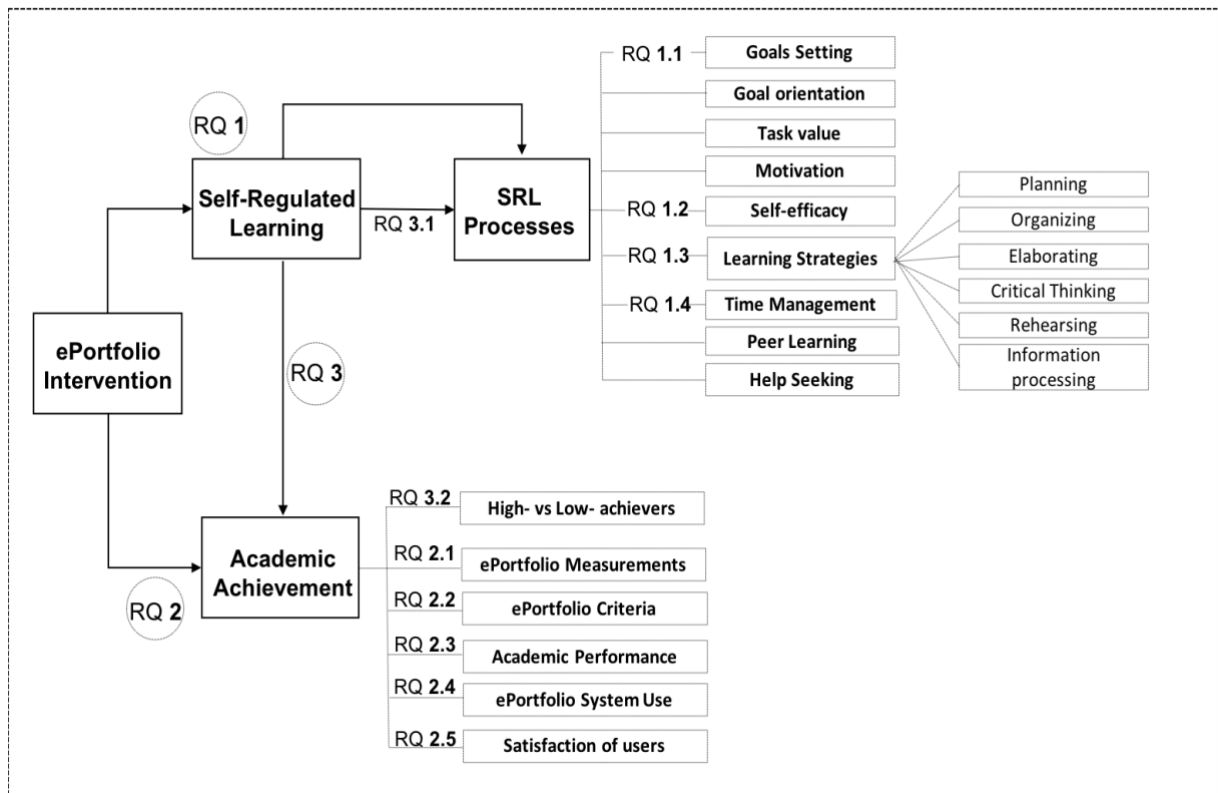 RQ 1
Self-Regulated
Learning
RQ 3.1
SRL
Processes
RQ 1.1
Goals Setting
Goal orientation
Task value
Motivation
RQ 1.2
Self-efficacy
RQ 1.3
Learning Strategies
RQ 1.4
Time Management
Peer Learning
Help Seeking
Planning
Organizing
Elaborating
Critical Thinking
Rehearsing
Information
processing
ePortfolio
Intervention
RQ 3
RQ 2
Academic
Achievement
RQ 3.2
High- vs Low- achievers
RQ 2.1
ePortfolio Measurements
RQ 2.2
ePortfolio Criteria
RQ 2.3
Academic Performance
RQ 2.4
ePortfolio System Use
RQ 2.5
Satisfaction of users